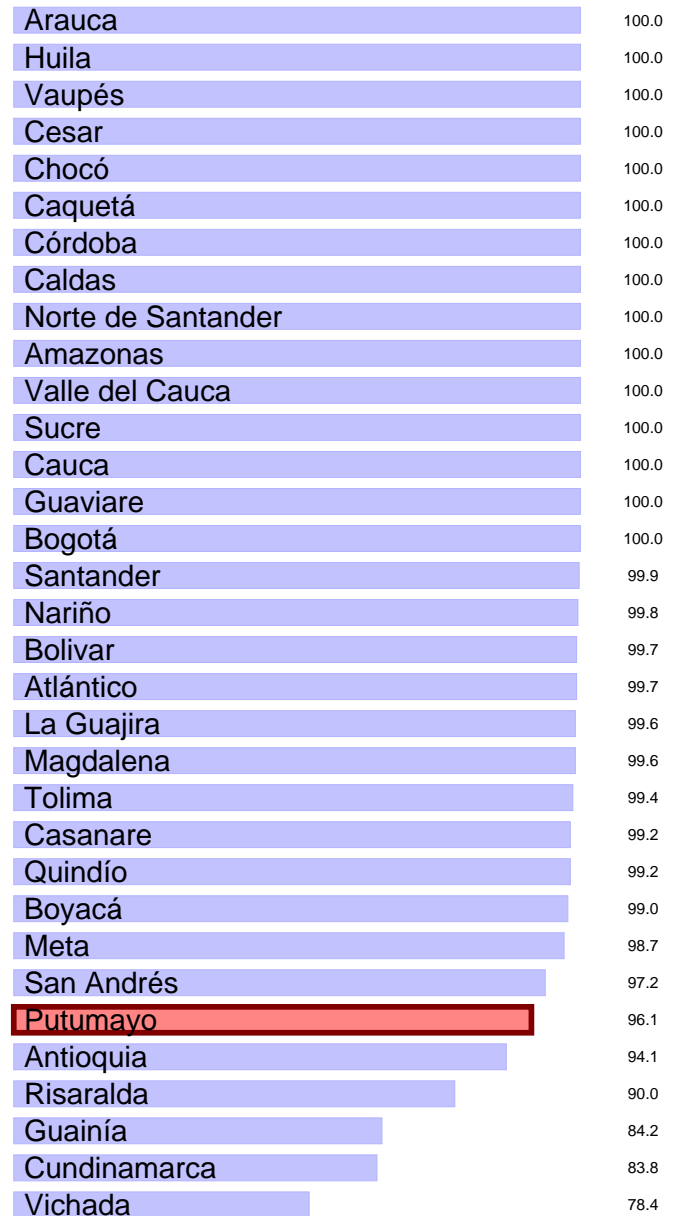 Arauca 100.0
Huila 100.0
Vaupés 100.0
Cesar 100.0
Chocó 100.0
Caquetá 100.0
Córdoba 100.0
Caldas 100.0
Norte de Santander 100.0
Amazonas 100.0
Valle del Cauca 100.0
Sucre 100.0
Cauca 100.0
Guaviare 100.0
Bogotá 100.0
Santander 99.9
Nariño 99.8
Bolivar 99.7
Atlántico 99.7
La Guajira 99.6
Magdalena 99.6
Tolima 99.4
Casanare 99.2
Quindío 99.2
Boyacá 99.0
Meta 98.7
San Andrés 97.2
Putumayo 96.1
Antioquia 94.1
Risaralda 90.0
Guainía 84.2
Cundinamarca 83.8
Vichada 78.4